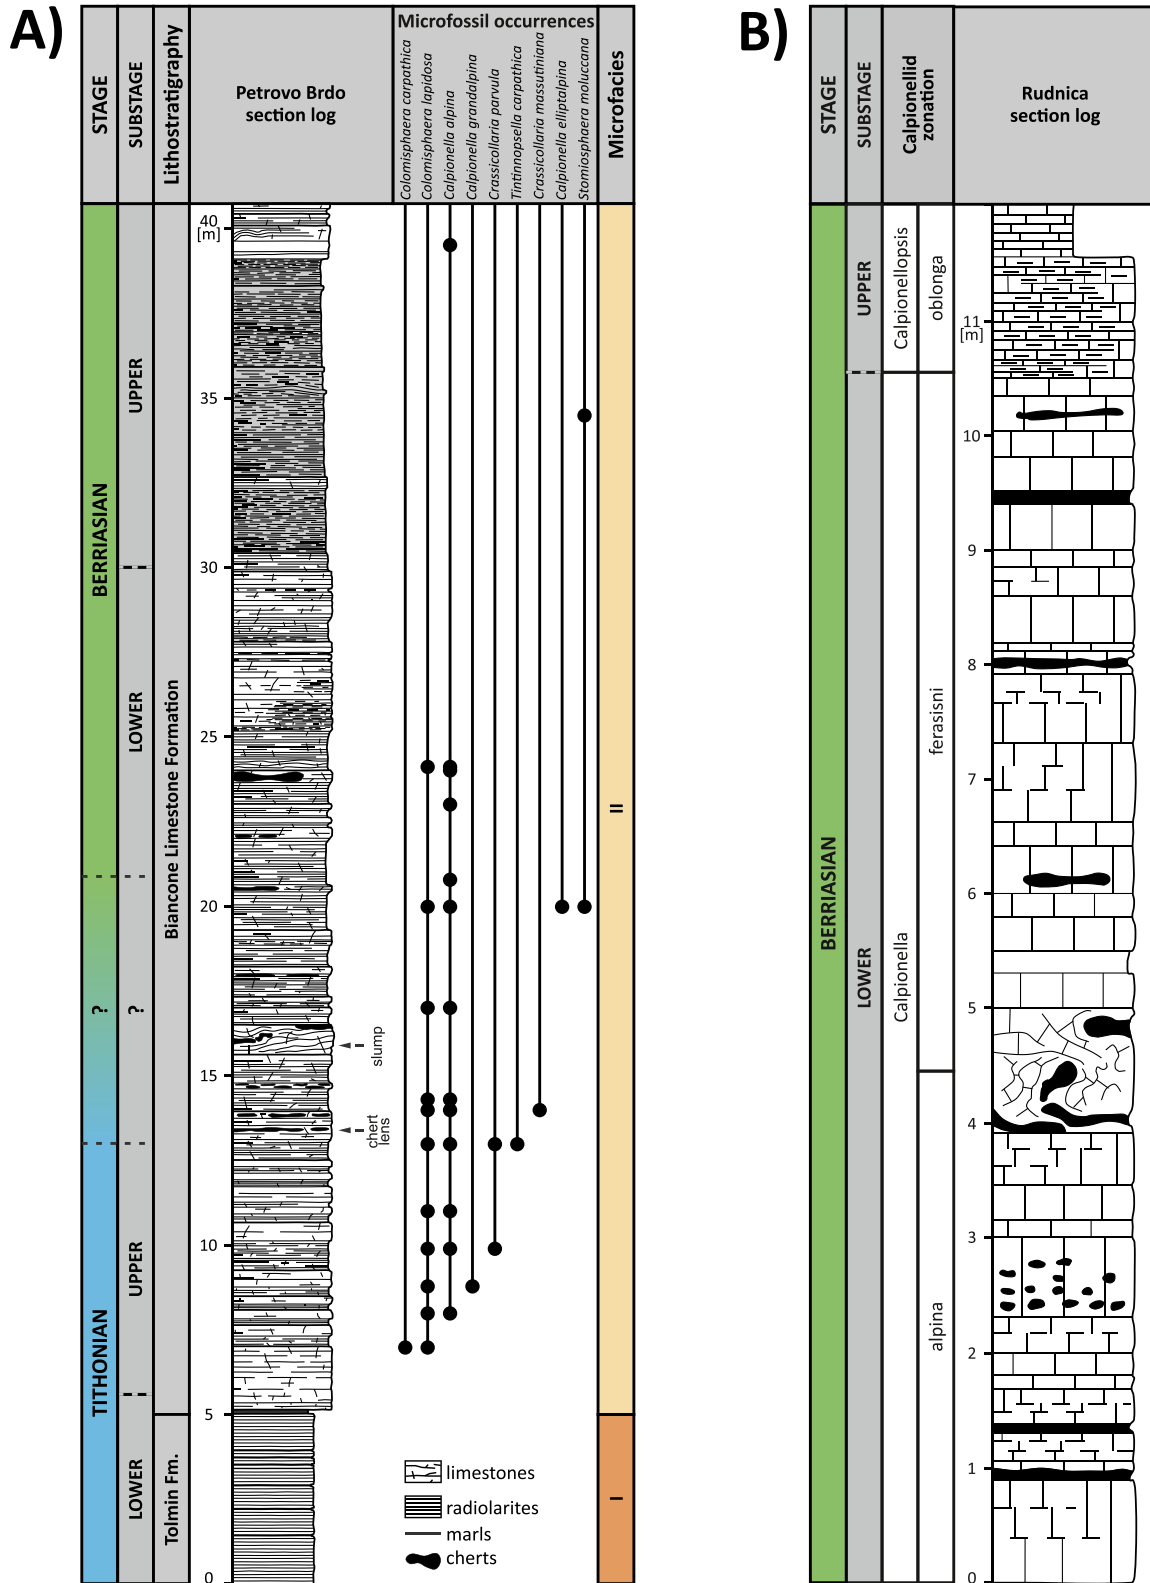 A)
STAGE
SUBSTAGE
Lithostratigraphy
Petrovo Brdo
section log
Microfossil occurrences
Colomisphaera carpathica
Colomisphaera lapidosa
Calpionella alpina
Calpionella grandalpina
Crassicollaria parvula
Tintinnopsella carpathica
Crassicollaria massutiniana
Calpionella elliptalpina
Stomiosphaera moluccana
Microfacies
BERRIASIAN
?
TITHONIAN
UPPER
LOWER
?
UPPER
LOWER
Biancone Limestone Formation
Tolmin Fm.
40
[m]
35
30
25
20
15
10
5
0
slump
chert
lens
limestones
radiolarites
marls
cherts
II
I
B)
STAGE
SUBSTAGE
Calpionellid
zonation
Rudnica
section log
BERRIASIAN
UPPER
LOWER
Calpionellopsis
Calpionella
oblonga
ferasisni
alpina
11
[m]
10
9
8
7
6
5
4
3
2
1
0